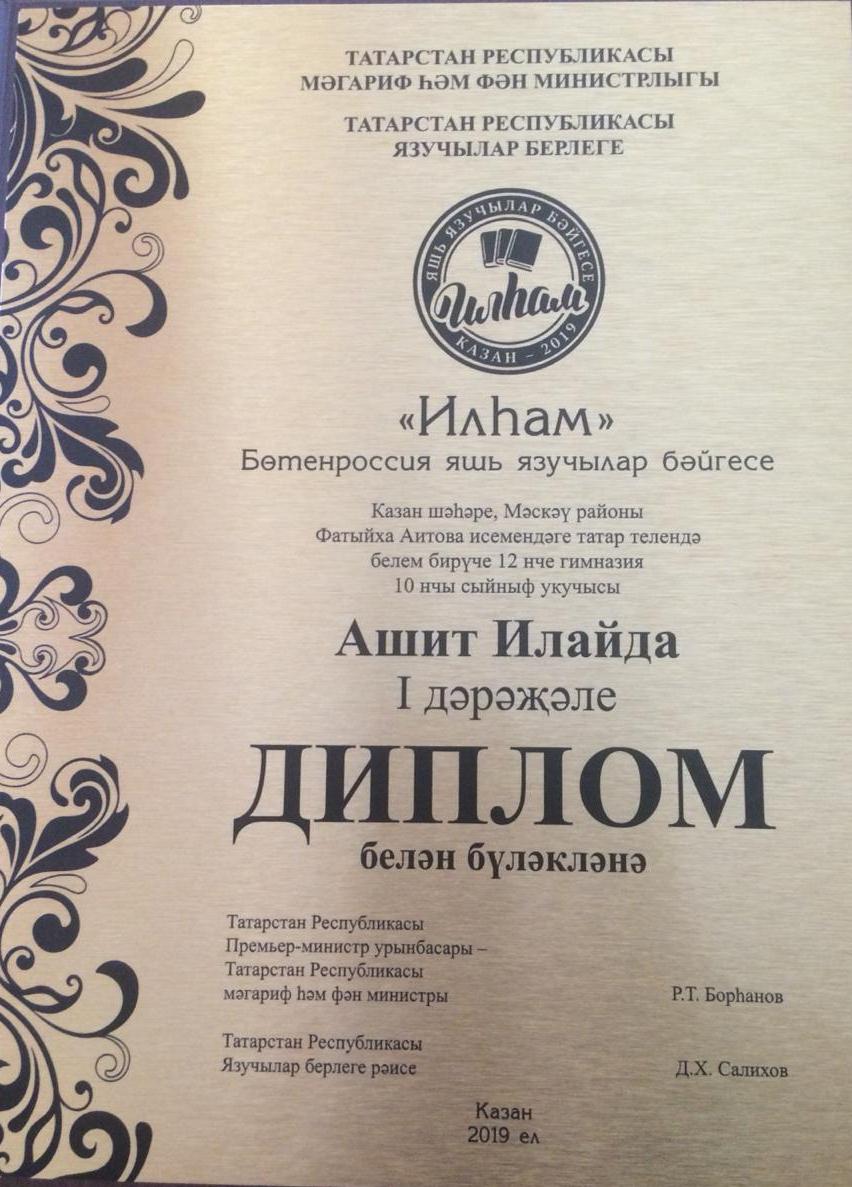 ТАТАРСТАН РЕСПУБЛИКАСЫ
МӘГАРИФ ҺӘМ ФӘН МИНИСТРЛЫГЫ
ТАТАРСТАН РЕСПУБЛИКАСЫ
ЯЗУЧЫЛАР БЕРЛЕГЕ
ЯШЬ ЯЗУЧЫЛАР БӘЙГЕСЕ
Илһам
КАЗАН – 2019
«Илһам»
Бөтенроссия яшь язучылар бәйгесе
Казан шәһәре, Мәскәү районы
Фатыйха Аитова исемендәге татар телендә
белем бирүче 12 нче гимназия
10 нчы сыйныф укучысы
Ашит Илайда
I дәрәҗәле
ДИПЛОМ
белән бүләкләнә
Татарстан Республикасы
Премьер-министр урынбасары –
Татарстан Республикасы
мәгариф һәм фән министры Р.Т. Борһанов
Татарстан Республикасы
Язучылар берлеге рәисе Д.Х. Салихов
Казан
2019 ел